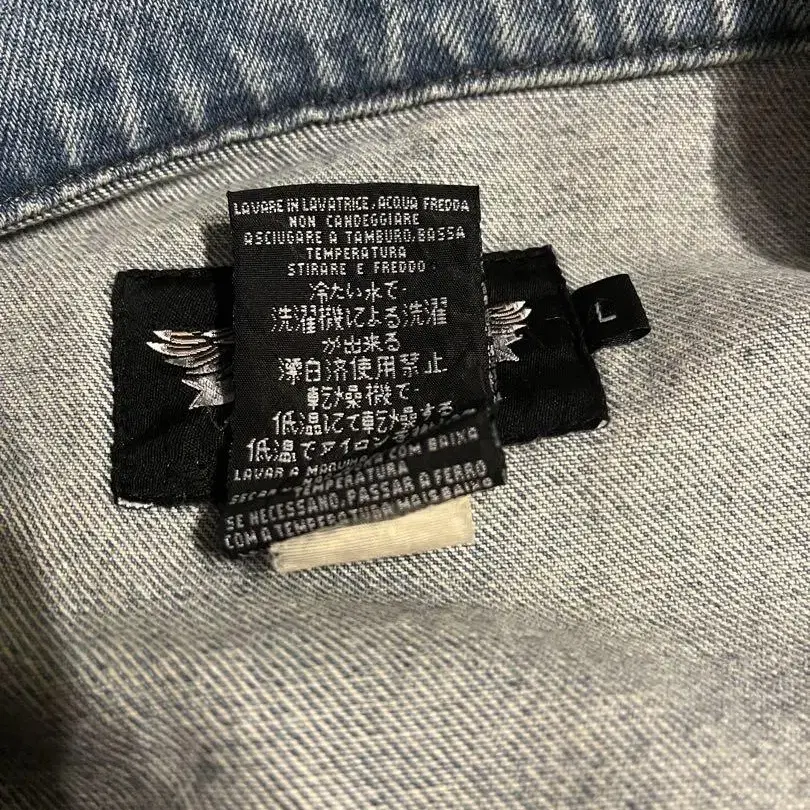 LAVARE IN LAVATRICE, ACQUA FREDDA
NON CANDEGGIARE
ASCIUGARE A TAMBURO, BASSA
TEMPERATURA
STIRARE E FREDDO
冷たい水で
洗濯機による洗濯
が出来る
漂白済使用禁止
乾燥機で
低温にて乾燥する
低温でアイロン
LAVAR A MAQUINA COM BAIXA
TEMPERATURA
SE NECESSANO, PASSAR A FERRO
COM A TEMPERATURA MAIS BAIXO
L